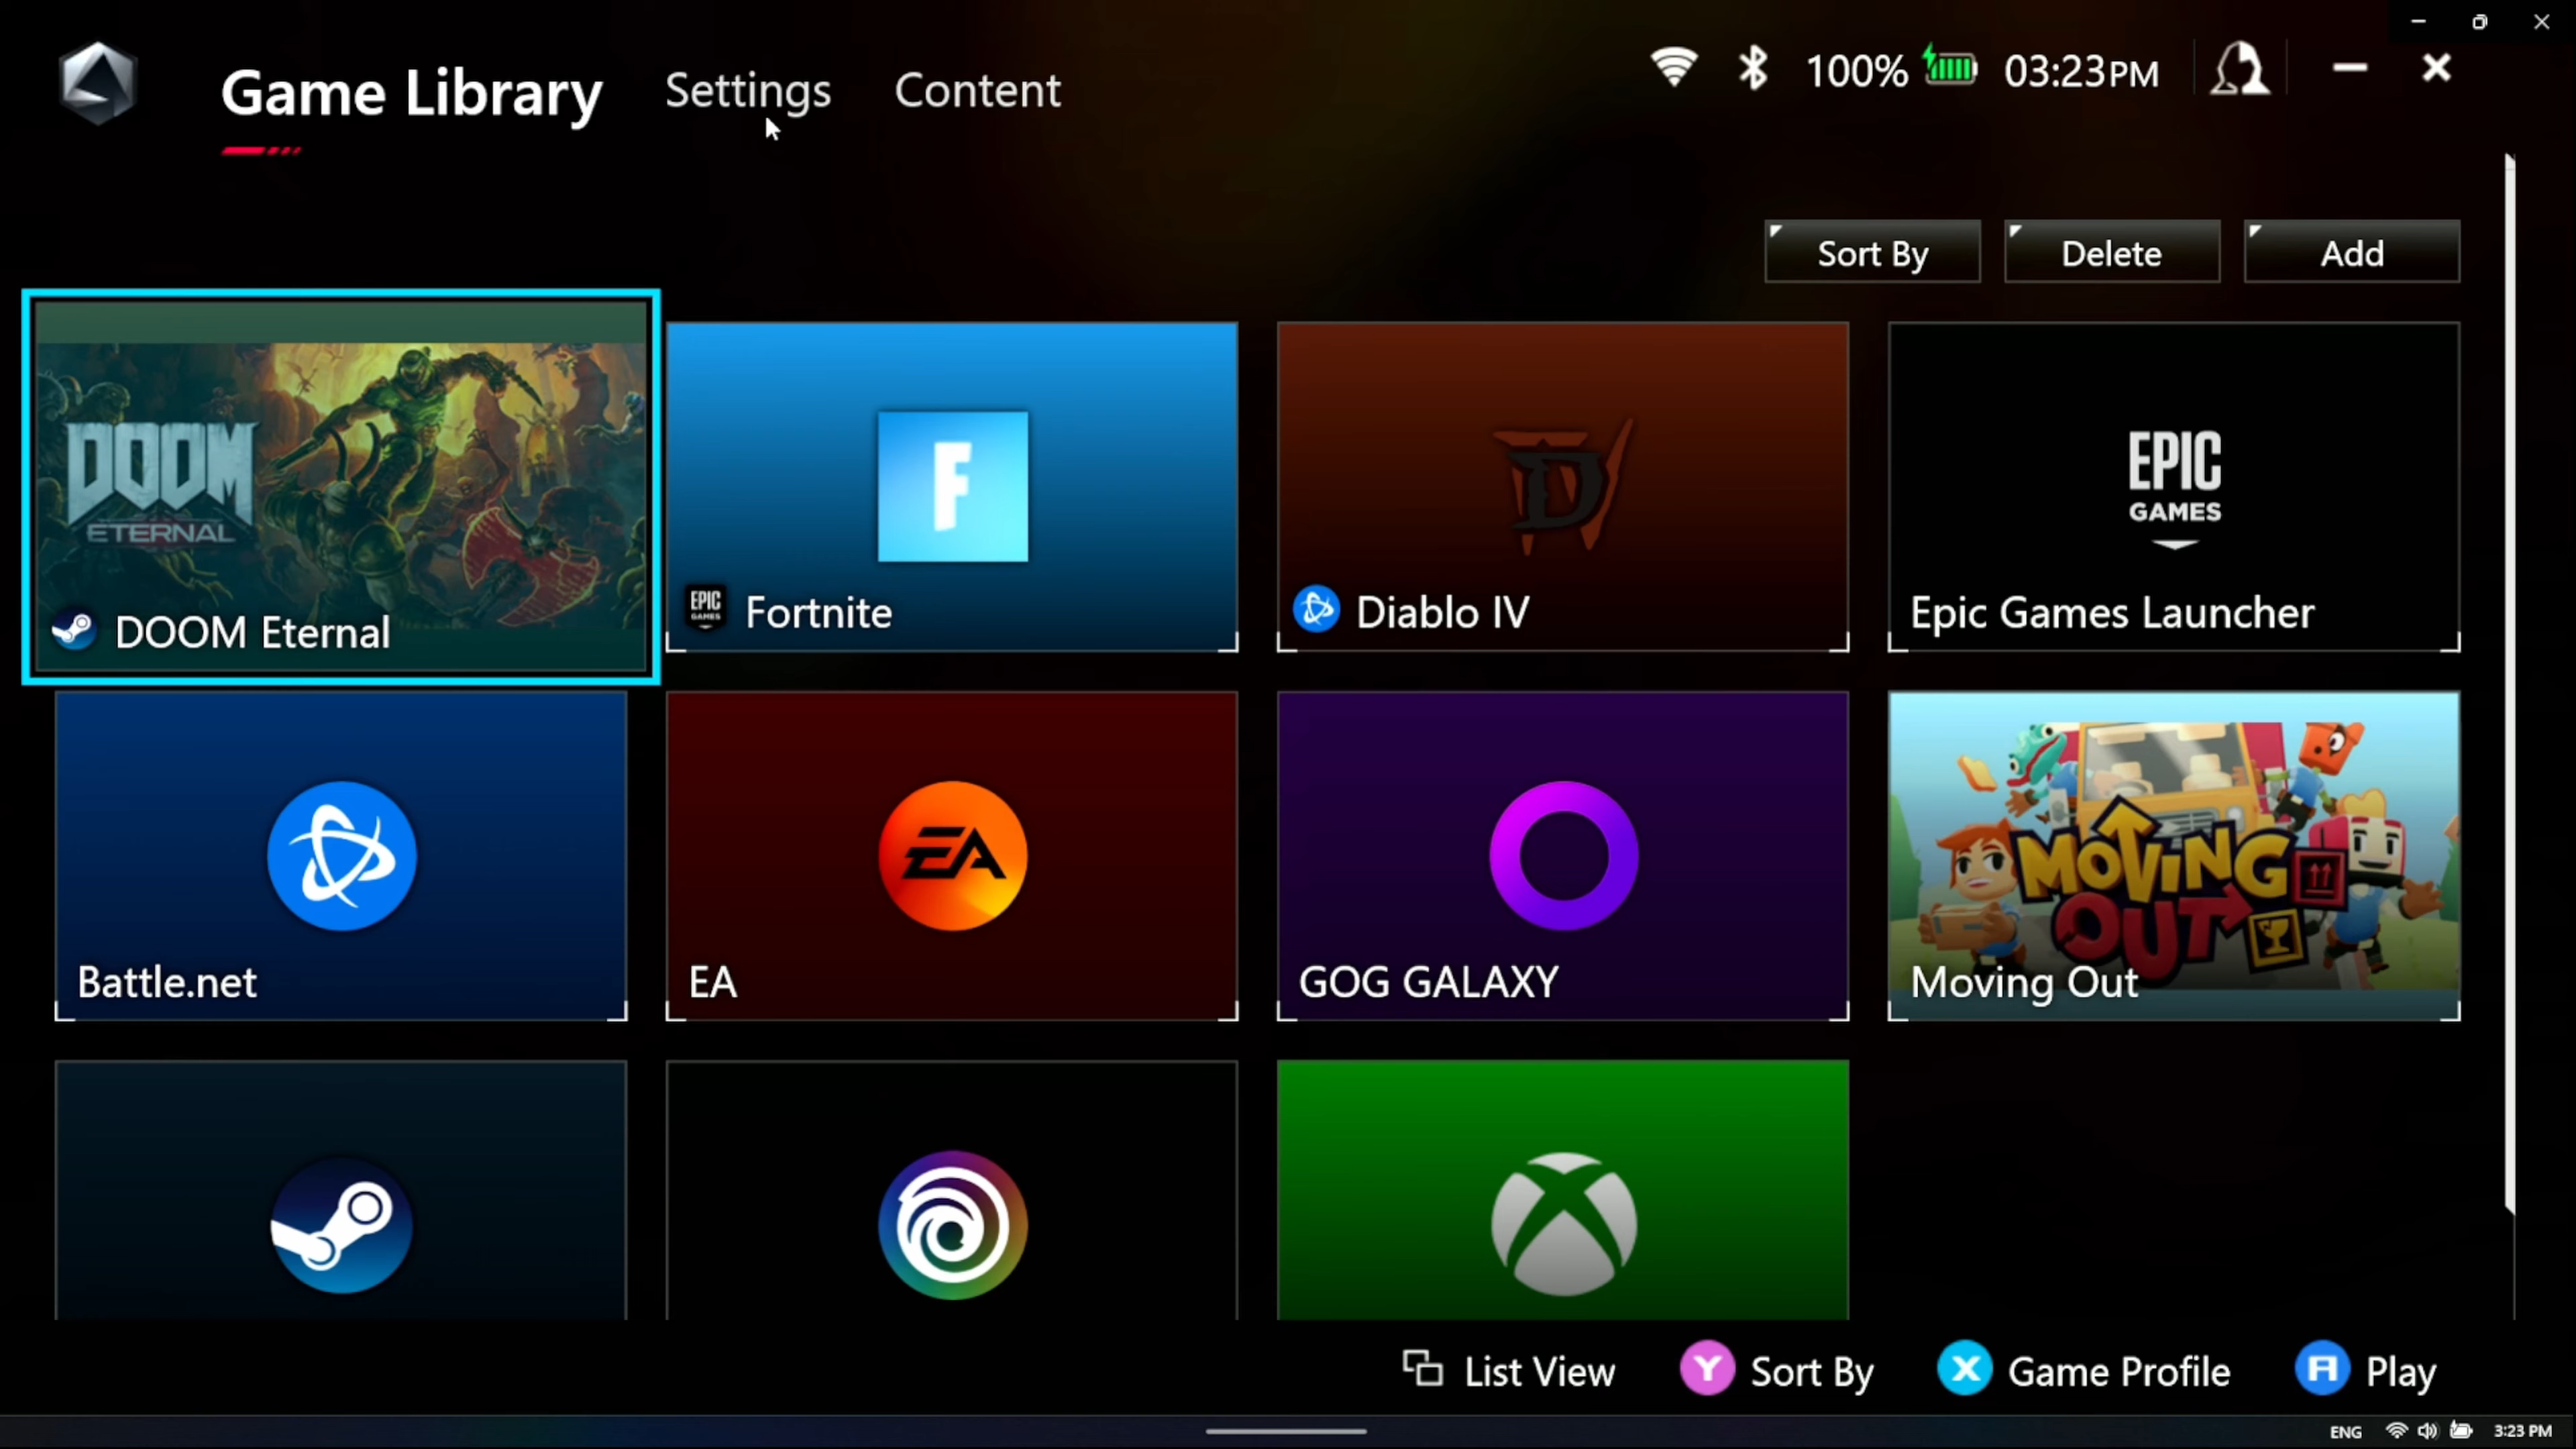 Game Library
Settings
Content
100%
03:23PM
Sort By
Delete
Add
DOOM
ETERNAL
DOOM Eternal
F
EPIC
GAMES
Fortnite
D
IV
Diablo IV
EPIC
GAMES
Epic Games Launcher
Battle.net
EA
EA
GOG GALAXY
MOVING
OUT
Moving Out
List View
Y
Sort By
X
Game Profile
A
Play
ENG
3:23 PM